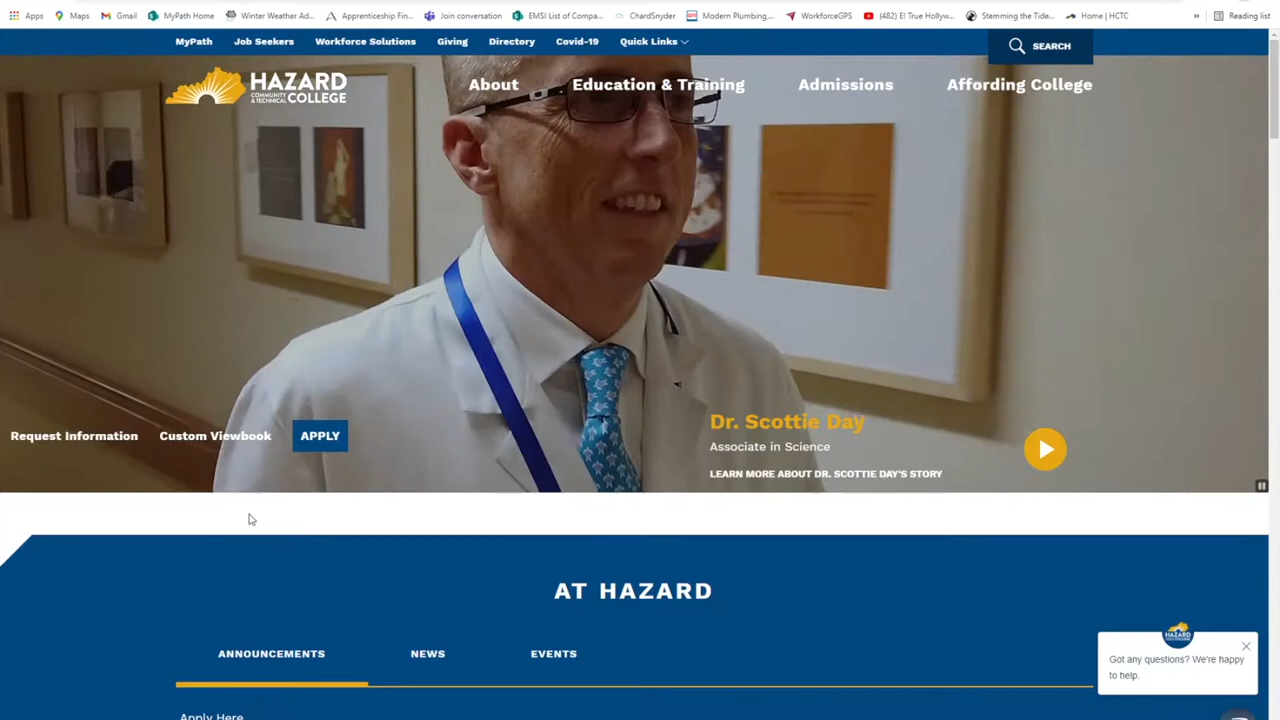 Apps Maps Gmail MyPath Home Winter Weather Ad... Apprenticeship Fin... Join conversation EMSI List of Compa... ChardSnyder Modern Plumbing,... WorkforceGPS (482) E! True Hollyw... Stemming the Tide... Home | HCTC » Reading list
MyPath Job Seekers Workforce Solutions Giving Directory Covid-19 Quick Links SEARCH
HAZARD
COMMUNITY & TECHNICAL COLLEGE
About Education & Training Admissions Affording College
Dr. Scottie Day
Request Information Custom Viewbook APPLY
Associate in Science
LEARN MORE ABOUT DR. SCOTTIE DAY'S STORY
AT HAZARD
HAZARD
ANNOUNCEMENTS NEWS EVENTS
Got any questions? We're happy
to help.
Apply Here